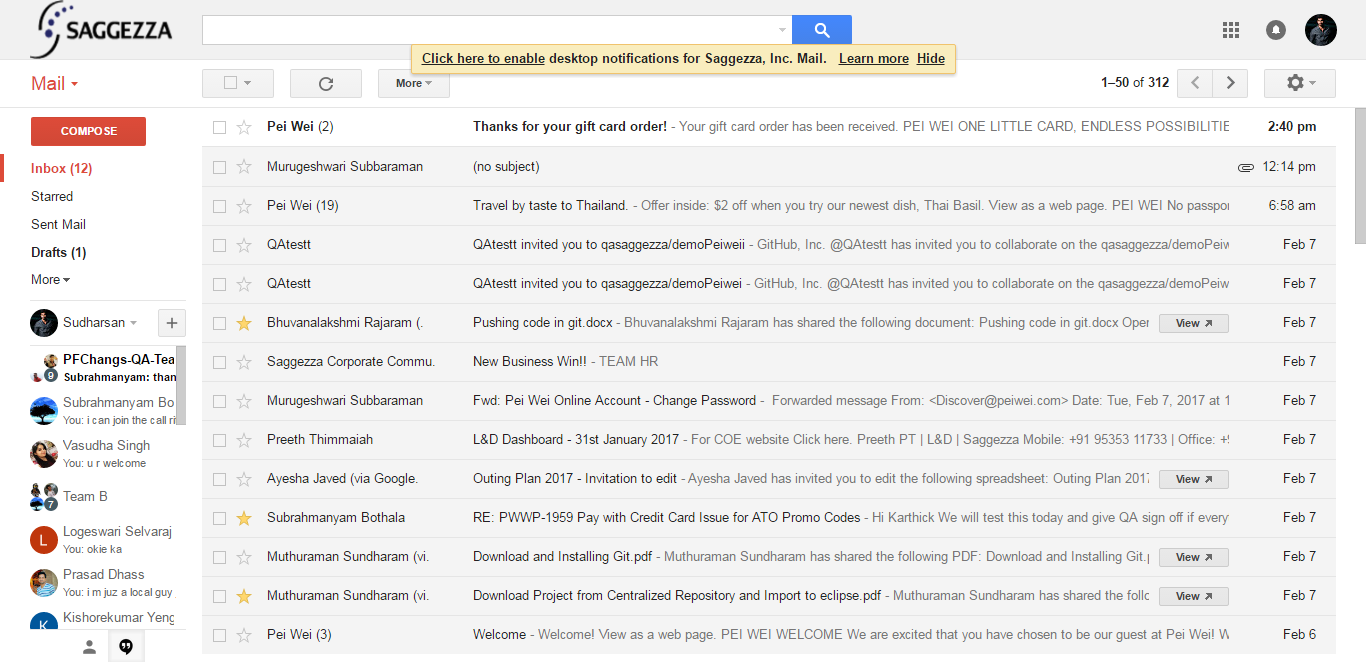 SAGGEZZA
Click here to enable desktop notifications for Saggezza, Inc. Mail. Learn more Hide
Mail
More
1–50 of 312
COMPOSE
Inbox (12)
Starred
Sent Mail
Drafts (1)
More
Sudharsan
PFChangs-QA-Tea
9
Subrahmanyam: than
Subrahmanyam Bo
You: i can join the call ri
Vasudha Singh
You: u r welcome
Team B
7
L
Logeswari Selvaraj
You: okie ka
Prasad Dhass
You: i m juz a local guy
K
Kishorekumar Yeng
Pei Wei (2) Thanks for your gift card order! - Your gift card order has been received. PEI WEI ONE LITTLE CARD, ENDLESS POSSIBILITIE 2:40 pm
Murugeshwari Subbaraman (no subject) 12:14 pm
Pei Wei (19) Travel by taste to Thailand. - Offer inside: $2 off when you try our newest dish, Thai Basil. View as a web page. PEI WEI No passpor 6:58 am
QAtestt QAtestt invited you to qasaggezza/demoPeiweii - GitHub, Inc. @QAtestt has invited you to collaborate on the qasaggezza/demoPeiw Feb 7
QAtestt QAtestt invited you to qasaggezza/demoPeiwei - GitHub, Inc. @QAtestt has invited you to collaborate on the qasaggezza/demoPeiw Feb 7
Bhuvanalakshmi Rajaram (. Pushing code in git.docx - Bhuvanalakshmi Rajaram has shared the following document: Pushing code in git.docx Open View Feb 7
Saggezza Corporate Commu. New Business Win!! - TEAM HR Feb 7
Murugeshwari Subbaraman Fwd: Pei Wei Online Account - Change Password - Forwarded message From: <Discover@peiwei.com> Date: Tue, Feb 7, 2017 at 1 Feb 7
Preeth Thimmaiah L&D Dashboard - 31st January 2017 - For COE website Click here. Preeth PT | L&D | Saggezza Mobile: +91 95353 11733 | Office: +9 Feb 7
Ayesha Javed (via Google. Outing Plan 2017 - Invitation to edit - Ayesha Javed has invited you to edit the following spreadsheet: Outing Plan 2017 View Feb 7
Subrahmanyam Bothala RE: PWWP-1959 Pay with Credit Card Issue for ATO Promo Codes - Hi Karthick We will test this today and give QA sign off if every Feb 7
Muthuraman Sundharam (vi. Download and Installing Git.pdf - Muthuraman Sundharam has shared the following PDF: Download and Installing Git.p View Feb 7
Muthuraman Sundharam (vi. Download Project from Centralized Repository and Import to eclipse.pdf - Muthuraman Sundharam has shared the follo View Feb 7
Pei Wei (3) Welcome - Welcome! View as a web page. PEI WEI WELCOME We are excited that you have chosen to be our guest at Pei Wei! W Feb 6